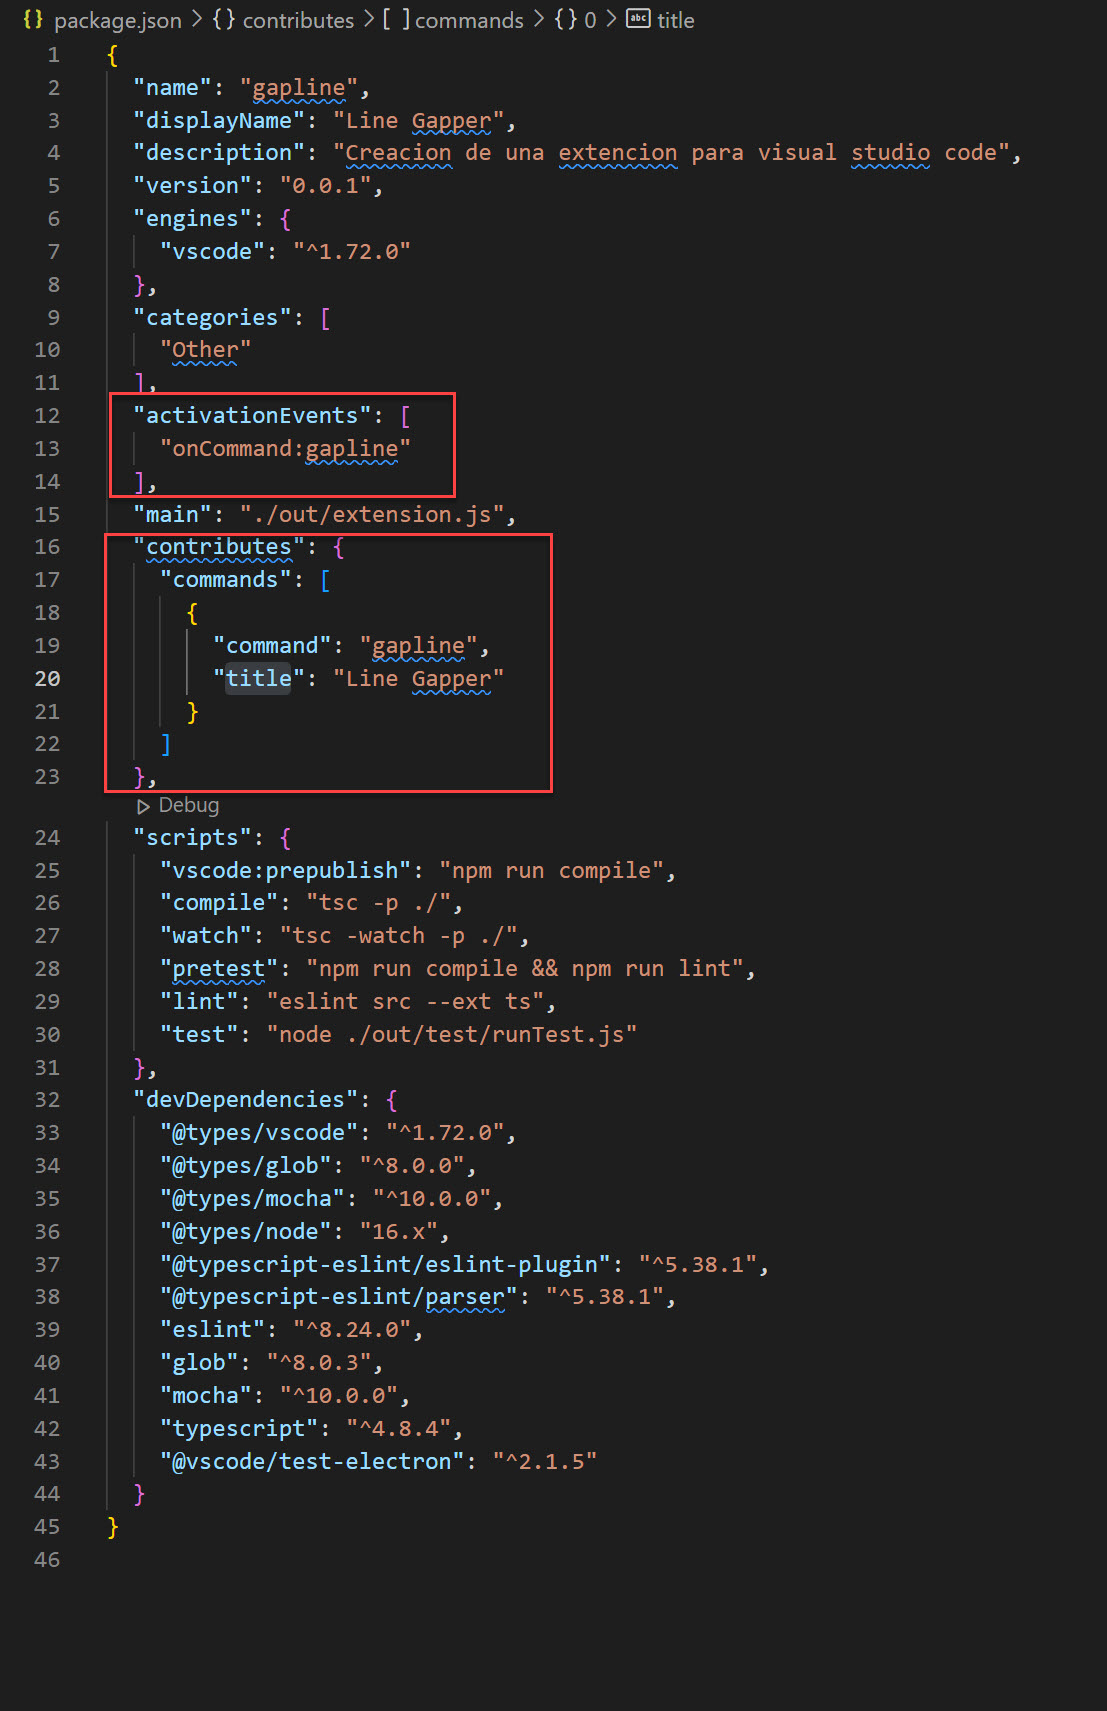 {} package.json > {} contributes > [ ] commands > {} 0 > abc title
1 {
2 "name": "gapline",
3 "displayName": "Line Gapper",
4 "description": "Creacion de una extencion para visual studio code",
5 "version": "0.0.1",
6 "engines": {
7 "vscode": "^1.72.0"
8 },
9 "categories": [
10 "Other"
11 ],
12 "activationEvents": [
13 "onCommand:gapline"
14 ],
15 "main": "./out/extension.js",
16 "contributes": {
17 "commands": [
18 {
19 "command": "gapline",
20 "title": "Line Gapper"
21 }
22 ]
23 },
Debug
24 "scripts": {
25 "vscode:prepublish": "npm run compile",
26 "compile": "tsc -p ./",
27 "watch": "tsc -watch -p ./",
28 "pretest": "npm run compile && npm run lint",
29 "lint": "eslint src --ext ts",
30 "test": "node ./out/test/runTest.js"
31 },
32 "devDependencies": {
33 "@types/vscode": "^1.72.0",
34 "@types/glob": "^8.0.0",
35 "@types/mocha": "^10.0.0",
36 "@types/node": "16.x",
37 "@typescript-eslint/eslint-plugin": "^5.38.1",
38 "@typescript-eslint/parser": "^5.38.1",
39 "eslint": "^8.24.0",
40 "glob": "^8.0.3",
41 "mocha": "^10.0.0",
42 "typescript": "^4.8.4",
43 "@vscode/test-electron": "^2.1.5"
44 }
45 }
46